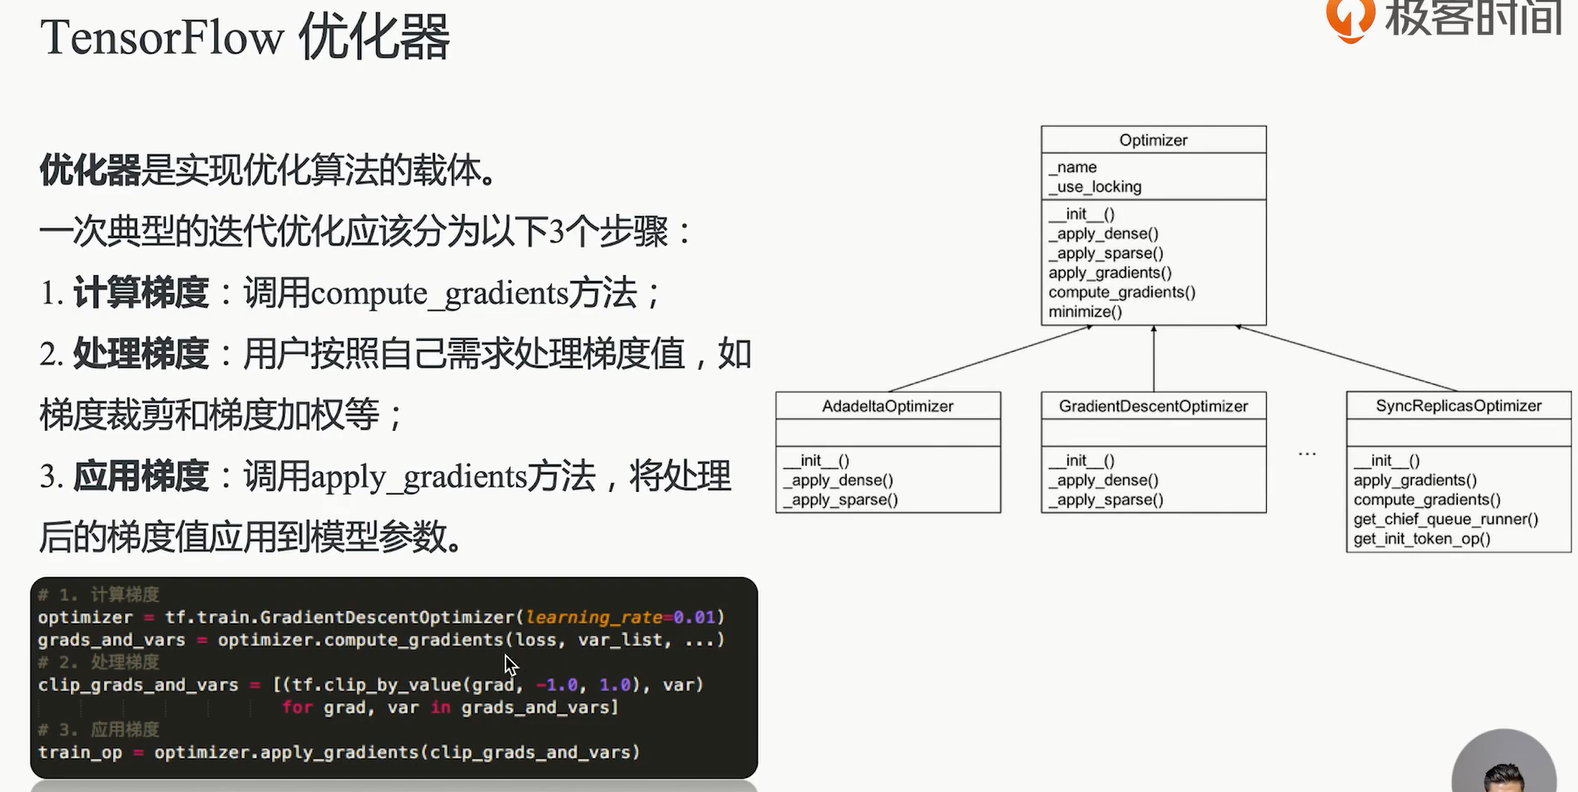 TensorFlow 优化器
极客时间
优化器是实现优化算法的载体。
一次典型的迭代优化应该分为以下3个步骤：
1. 计算梯度：调用compute_gradients方法；
2. 处理梯度：用户按照自己需求处理梯度值，如
梯度裁剪和梯度加权等；
3. 应用梯度：调用apply_gradients方法，将处理
后的梯度值应用到模型参数。
# 1. 计算梯度
optimizer = tf.train.GradientDescentOptimizer(learning_rate=0.01)
grads_and_vars = optimizer.compute_gradients(loss, var_list, ...)
# 2. 处理梯度
clip_grads_and_vars = [(tf.clip_by_value(grad, -1.0, 1.0), var)
for grad, var in grads_and_vars]
# 3. 应用梯度
train_op = optimizer.apply_gradients(clip_grads_and_vars)
Optimizer
_name
_use_locking
__init__()
_apply_dense()
_apply_sparse()
apply_gradients()
compute_gradients()
minimize()
AdadeltaOptimizer
__init__()
_apply_dense()
_apply_sparse()
GradientDescentOptimizer
__init__()
_apply_dense()
_apply_sparse()
...
SyncReplicasOptimizer
__init__()
apply_gradients()
compute_gradients()
get_chief_queue_runner()
get_init_token_op()